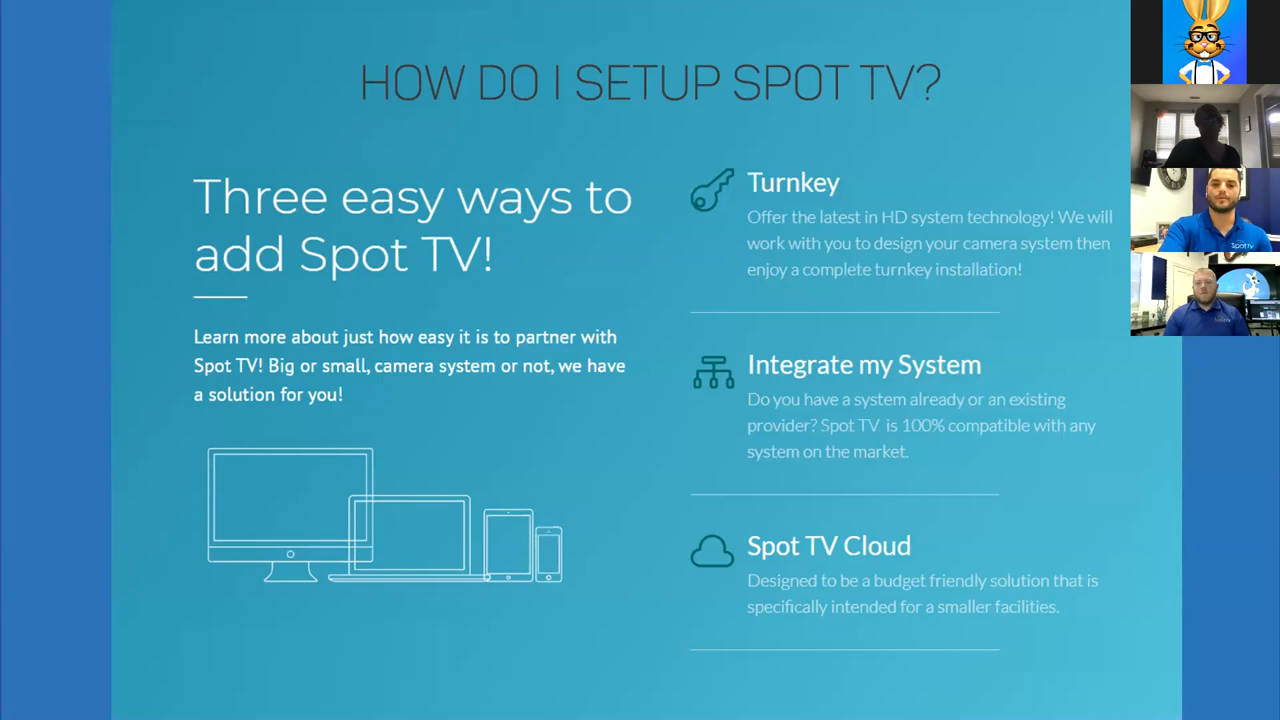 HOW DO I SETUP SPOT TV?
Three easy ways to
add Spot TV!
Learn more about just how easy it is to partner with
Spot TV! Big or small, camera system or not, we have
a solution for you!
Turnkey
Offer the latest in HD system technology! We will
work with you to design your camera system then
enjoy a complete turnkey installation!
Integrate my System
Do you have a system already or an existing
provider? Spot TV is 100% compatible with any
system on the market.
Spot TV Cloud
Designed to be a budget friendly solution that is
specifically intended for a smaller facilities.